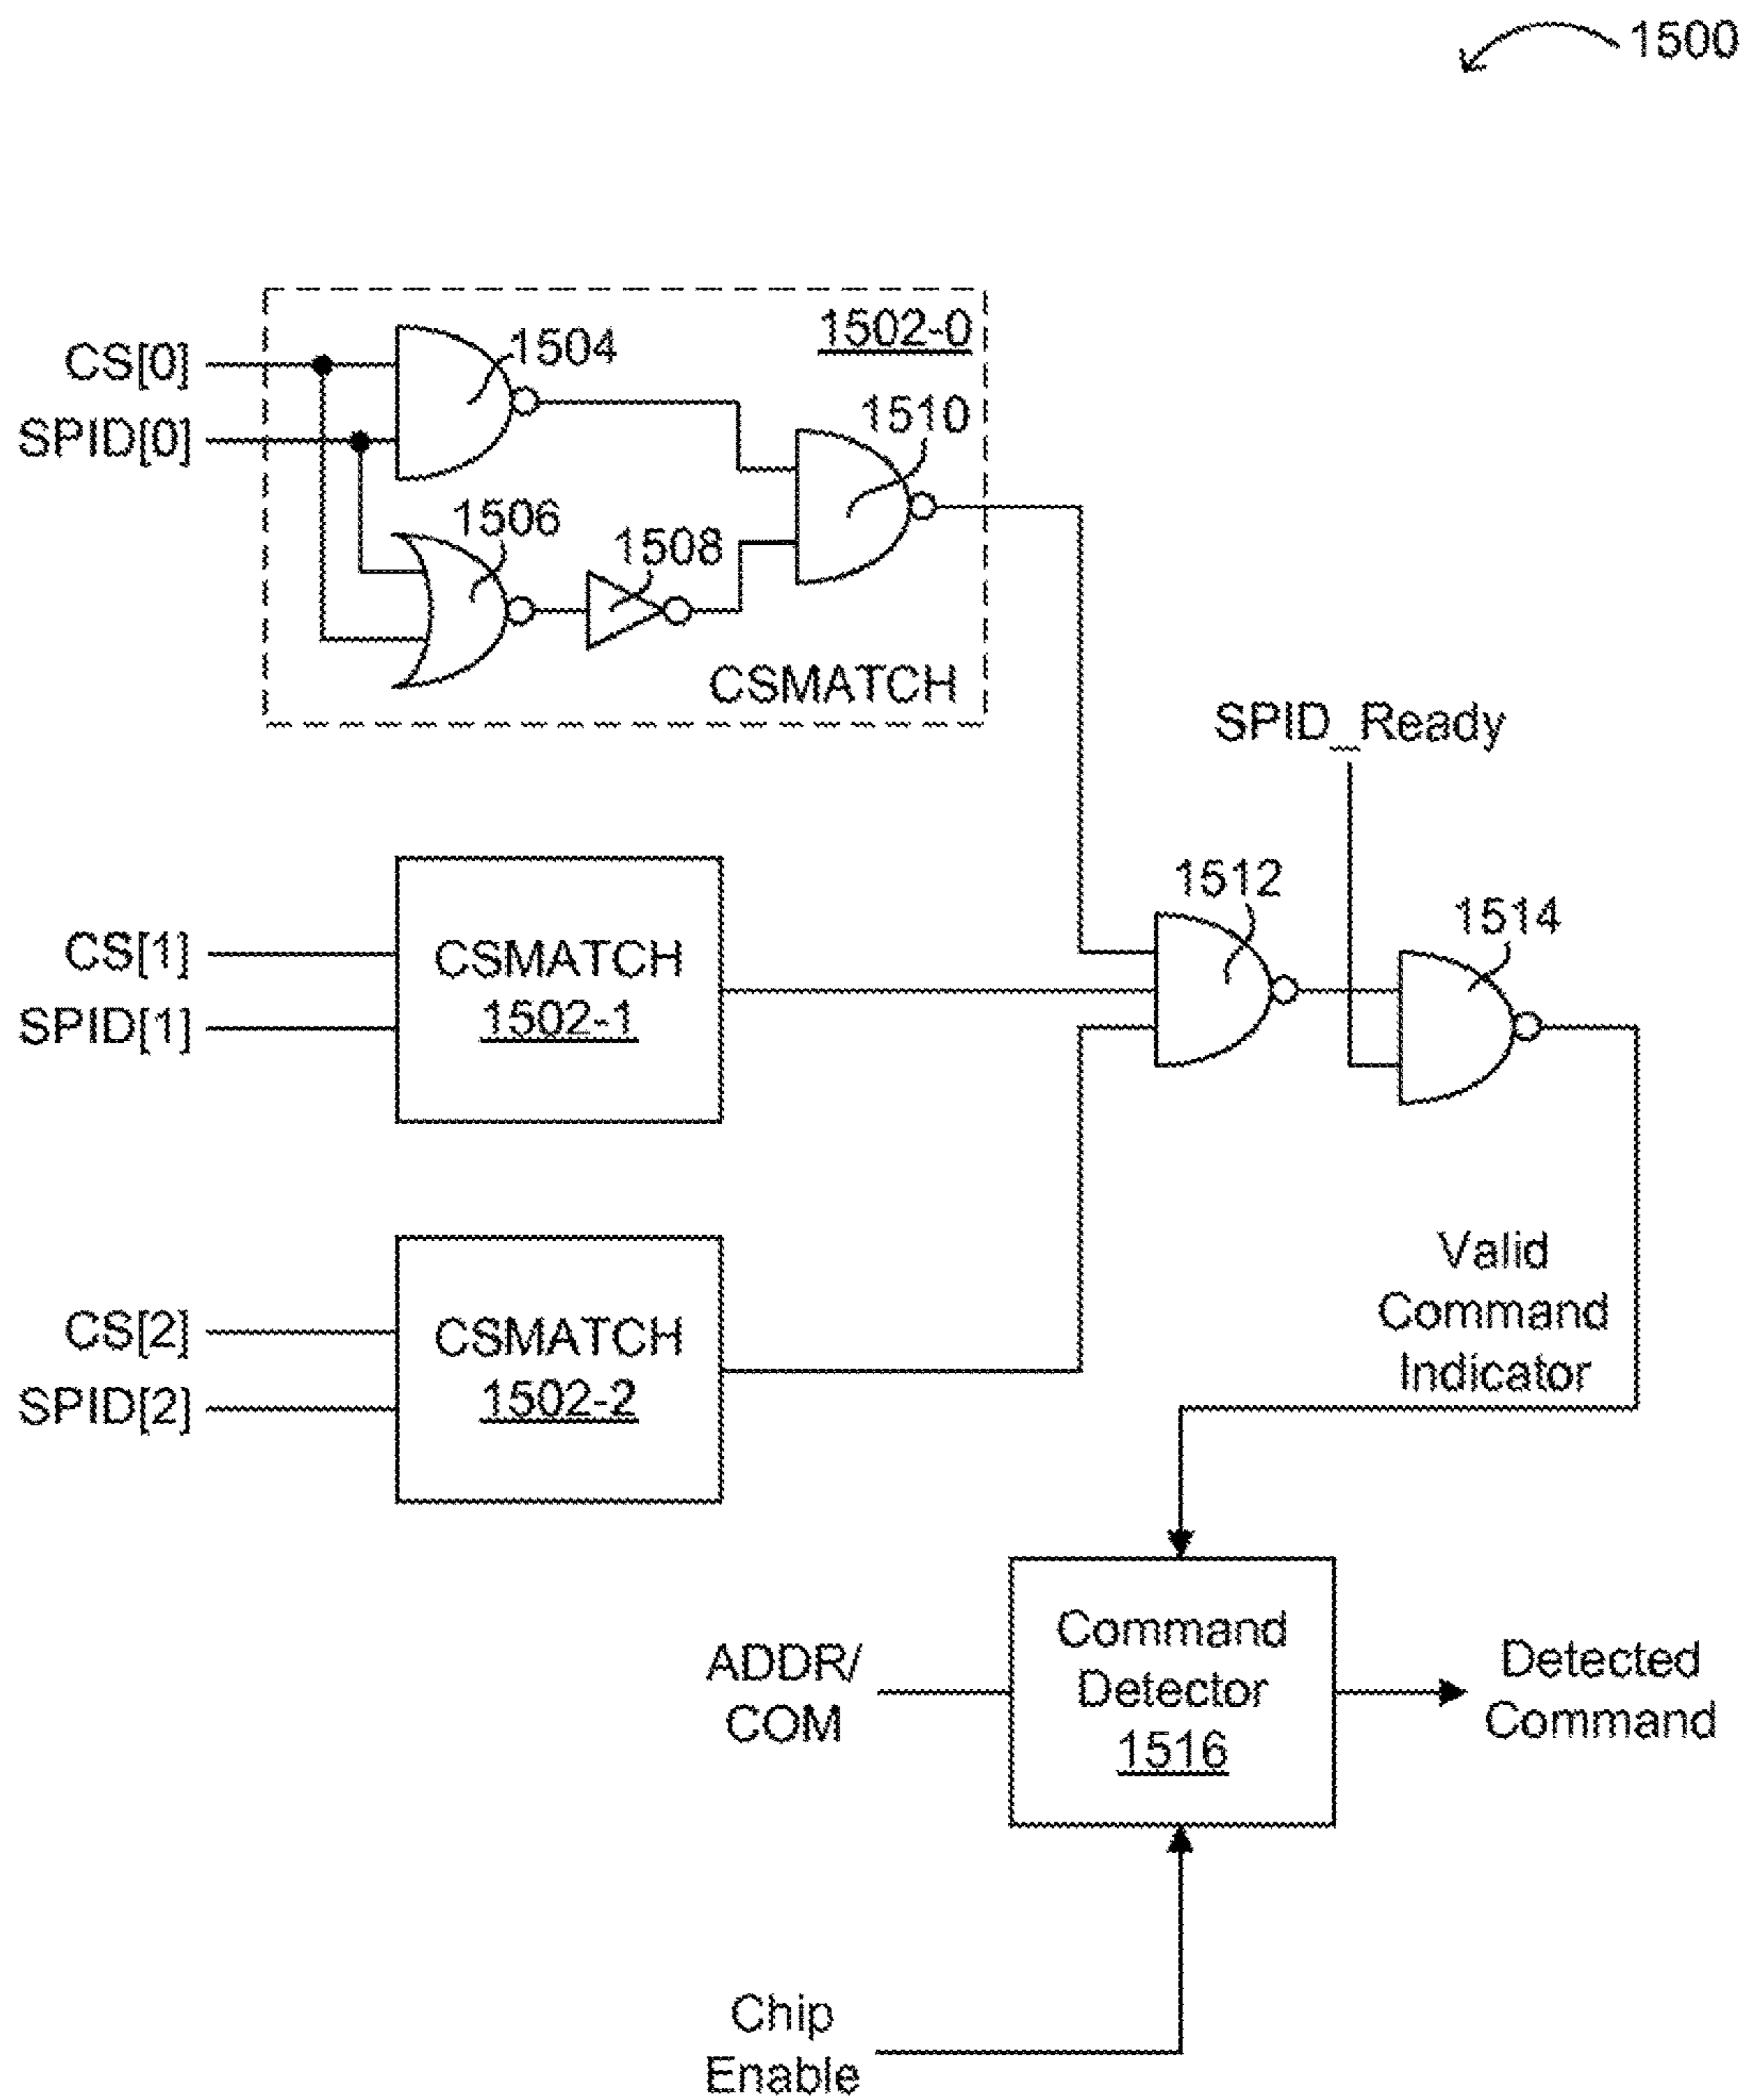 1500
1502-0
CS[0]
1504
SPID[0]
1510
1506
1508
CSMATCH
SPID_Ready
1512
1514
CS[1]
CSMATCH
1502-1
SPID[1]
Valid
Command
Indicator
CS[2]
CSMATCH
1502-2
SPID[2]
ADDR/
COM
Command
Detector
1516
Detected
Command
Chip
Enable